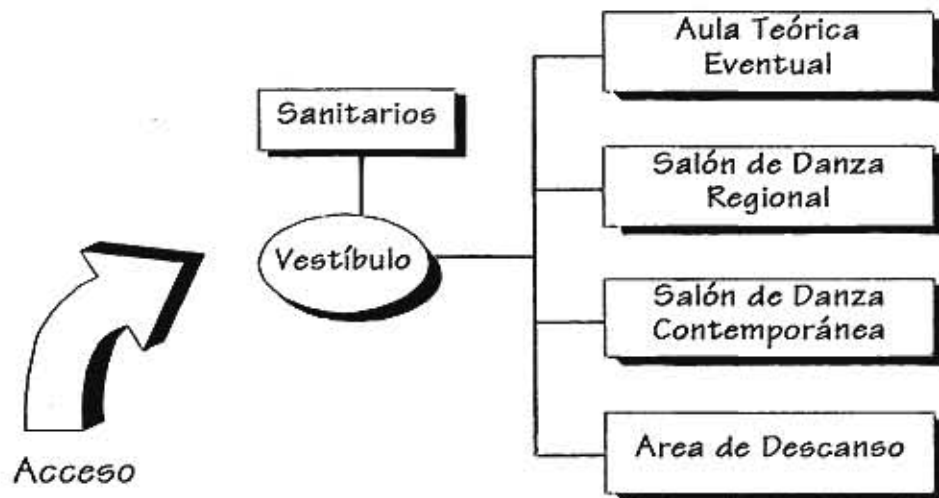 Aula Teórica
Eventual
Sanitarios
Salón de Danza
Regional
Vestíbulo
Salón de Danza
Contemporánea
Area de Descanso
Acceso